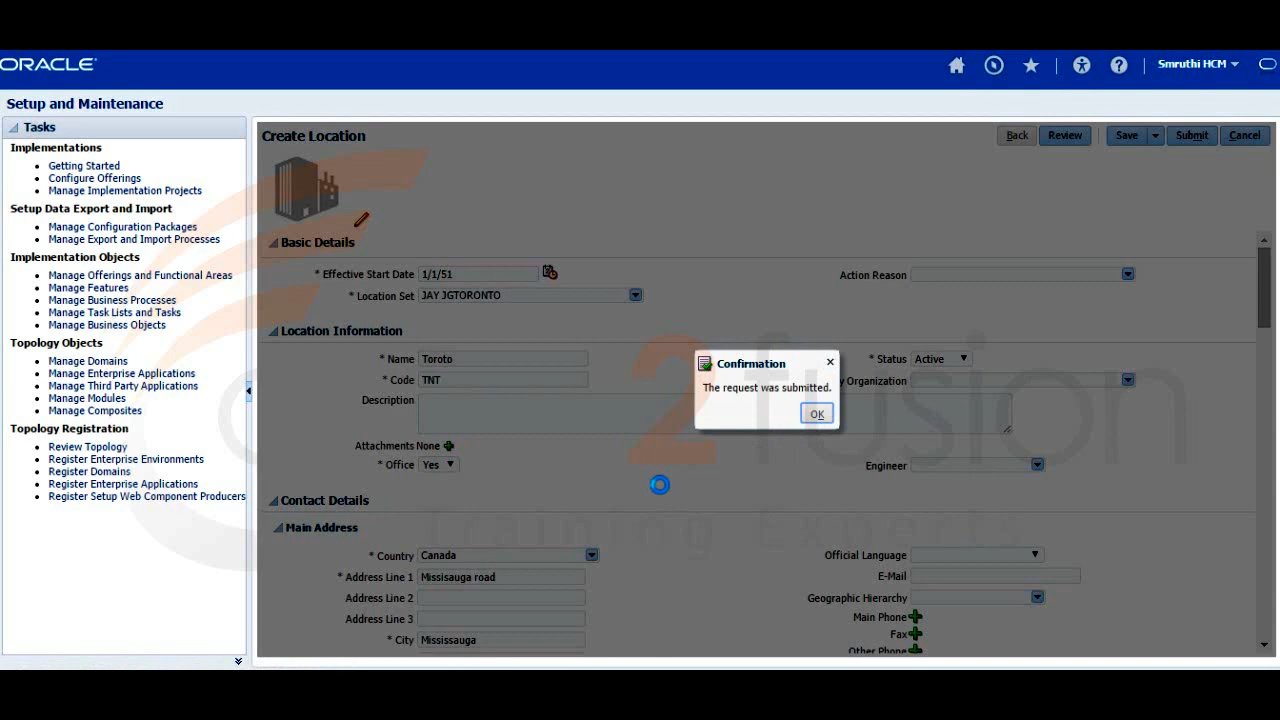 ORACLE
Smruthi HCM
Setup and Maintenance
Tasks
Implementations
Getting Started
Configure Offerings
Manage Implementation Projects
Setup Data Export and Import
Manage Configuration Packages
Manage Export and Import Processes
Implementation Objects
Manage Offerings and Functional Areas
Manage Features
Manage Business Processes
Manage Task Lists and Tasks
Manage Business Objects
Topology Objects
Manage Domains
Manage Enterprise Applications
Manage Third Party Applications
Manage Modules
Manage Composites
Topology Registration
Review Topology
Register Enterprise Environments
Register Domains
Register Enterprise Applications
Register Setup Web Component Producers
Create Location
Back Review Save Submit Cancel
Basic Details
* Effective Start Date 1/1/51
Action Reason
* Location Set JAY JGTORONTO
Location Information
* Name Toroto
* Status Active
* Code TNT
y Organization
Description
Attachments None
* Office Yes
Engineer
Confirmation
The request was submitted.
OK
Contact Details
Main Address
* Country Canada
Official Language
* Address Line 1 Missisauga road
E-Mail
Address Line 2
Geographic Hierarchy
Address Line 3
Main Phone
Fax
* City Mississauga
Other Phone
2 fusion
Training Experts